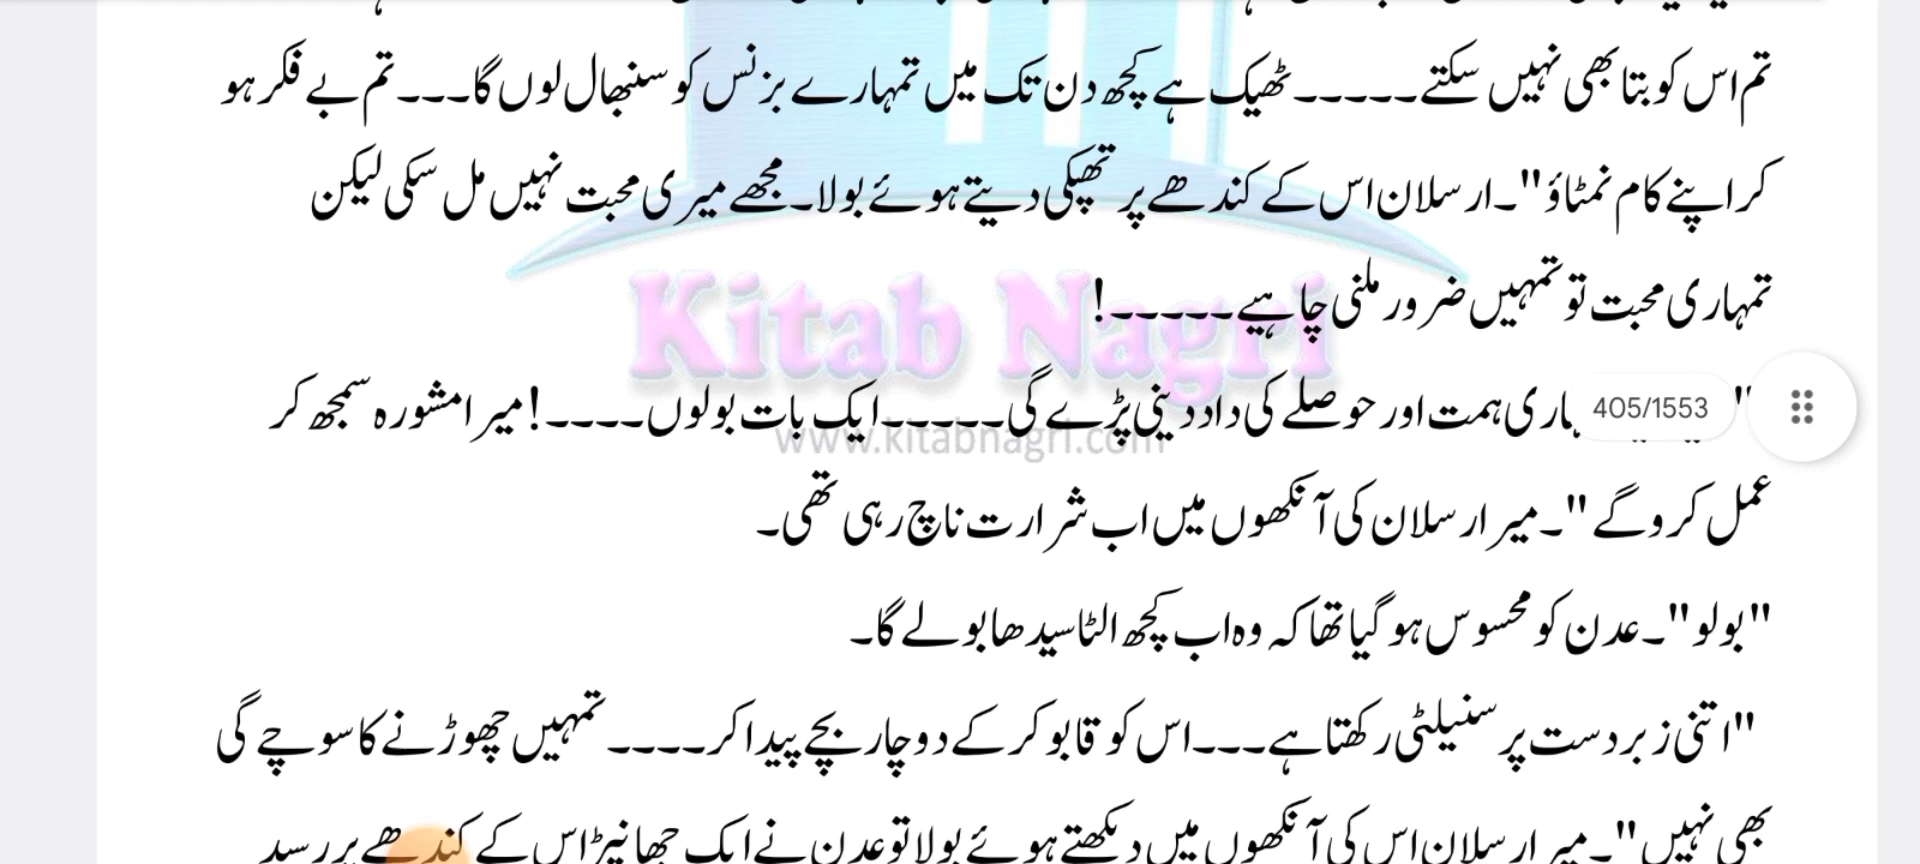 تم اس کو بتا بھی نہیں سکتے۔۔۔۔۔ ٹھیک ہے کچھ دن تک میں تمہارے بزنس کو سنبھال لوں گا۔۔۔ تم بے فکر ہو
کر اپنے کام نمٹاؤ"۔ ارسلان اس کے کندھے پر تھپکی دیتے ہوئے بولا۔ مجھے میری محبت نہیں مل سکی لیکن
تمہاری محبت تو تمہیں ضرور ملنی چاہیے۔۔۔۔۔!
Kitab Nagri
" ہاری ہمت اور حوصلے کی داد دینی پڑے گی۔۔۔۔۔ ایک بات بولوں۔۔۔۔! میرا مشورہ سمجھ کر
405/1553
www.kitabnagri.com
عمل کرو گے"۔ میر ارسلان کی آنکھوں میں اب شرارت ناچ رہی تھی۔
"بولو"۔ عدن کو محسوس ہو گیا تھا کہ وہ اب کچھ الٹا سیدھا بولے گا۔
"اتنی زبردست پر سنیلٹی رکھتا ہے۔۔۔ اس کو قابو کر کے دو چار بچے پیدا کر۔۔۔۔ تمہیں چھوڑنے کا سوچے گی
بھی نہیں"۔ میر ارسلان اس کی آنکھوں میں دیکھتے ہوئے بولا تو عدن نے ایک جھانپڑ اس کے کندھے پر رسید